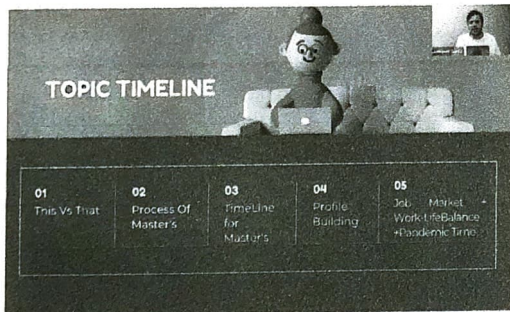 TOPIC TIMELINE
01
This Vs That
02
Process Of
Master's
03
TimeLine
for
Master's
04
Profile
Building
05
Job Market +
Work-LifeBalance
+Pandemic Time